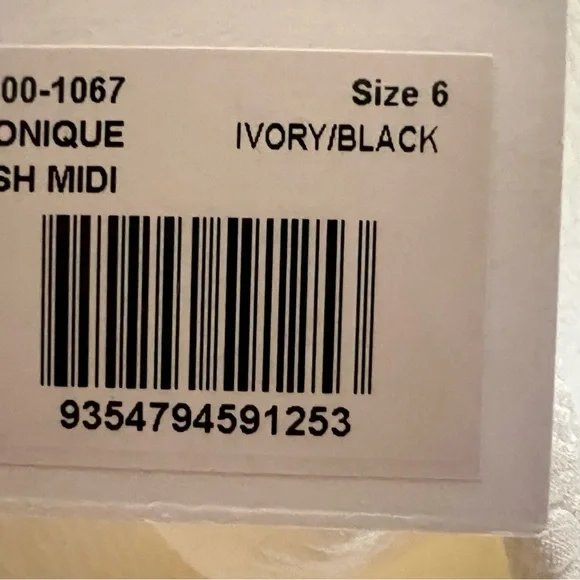 00-1067 Size 6
ONIQUE IVORY/BLACK
SH MIDI
9354794591253